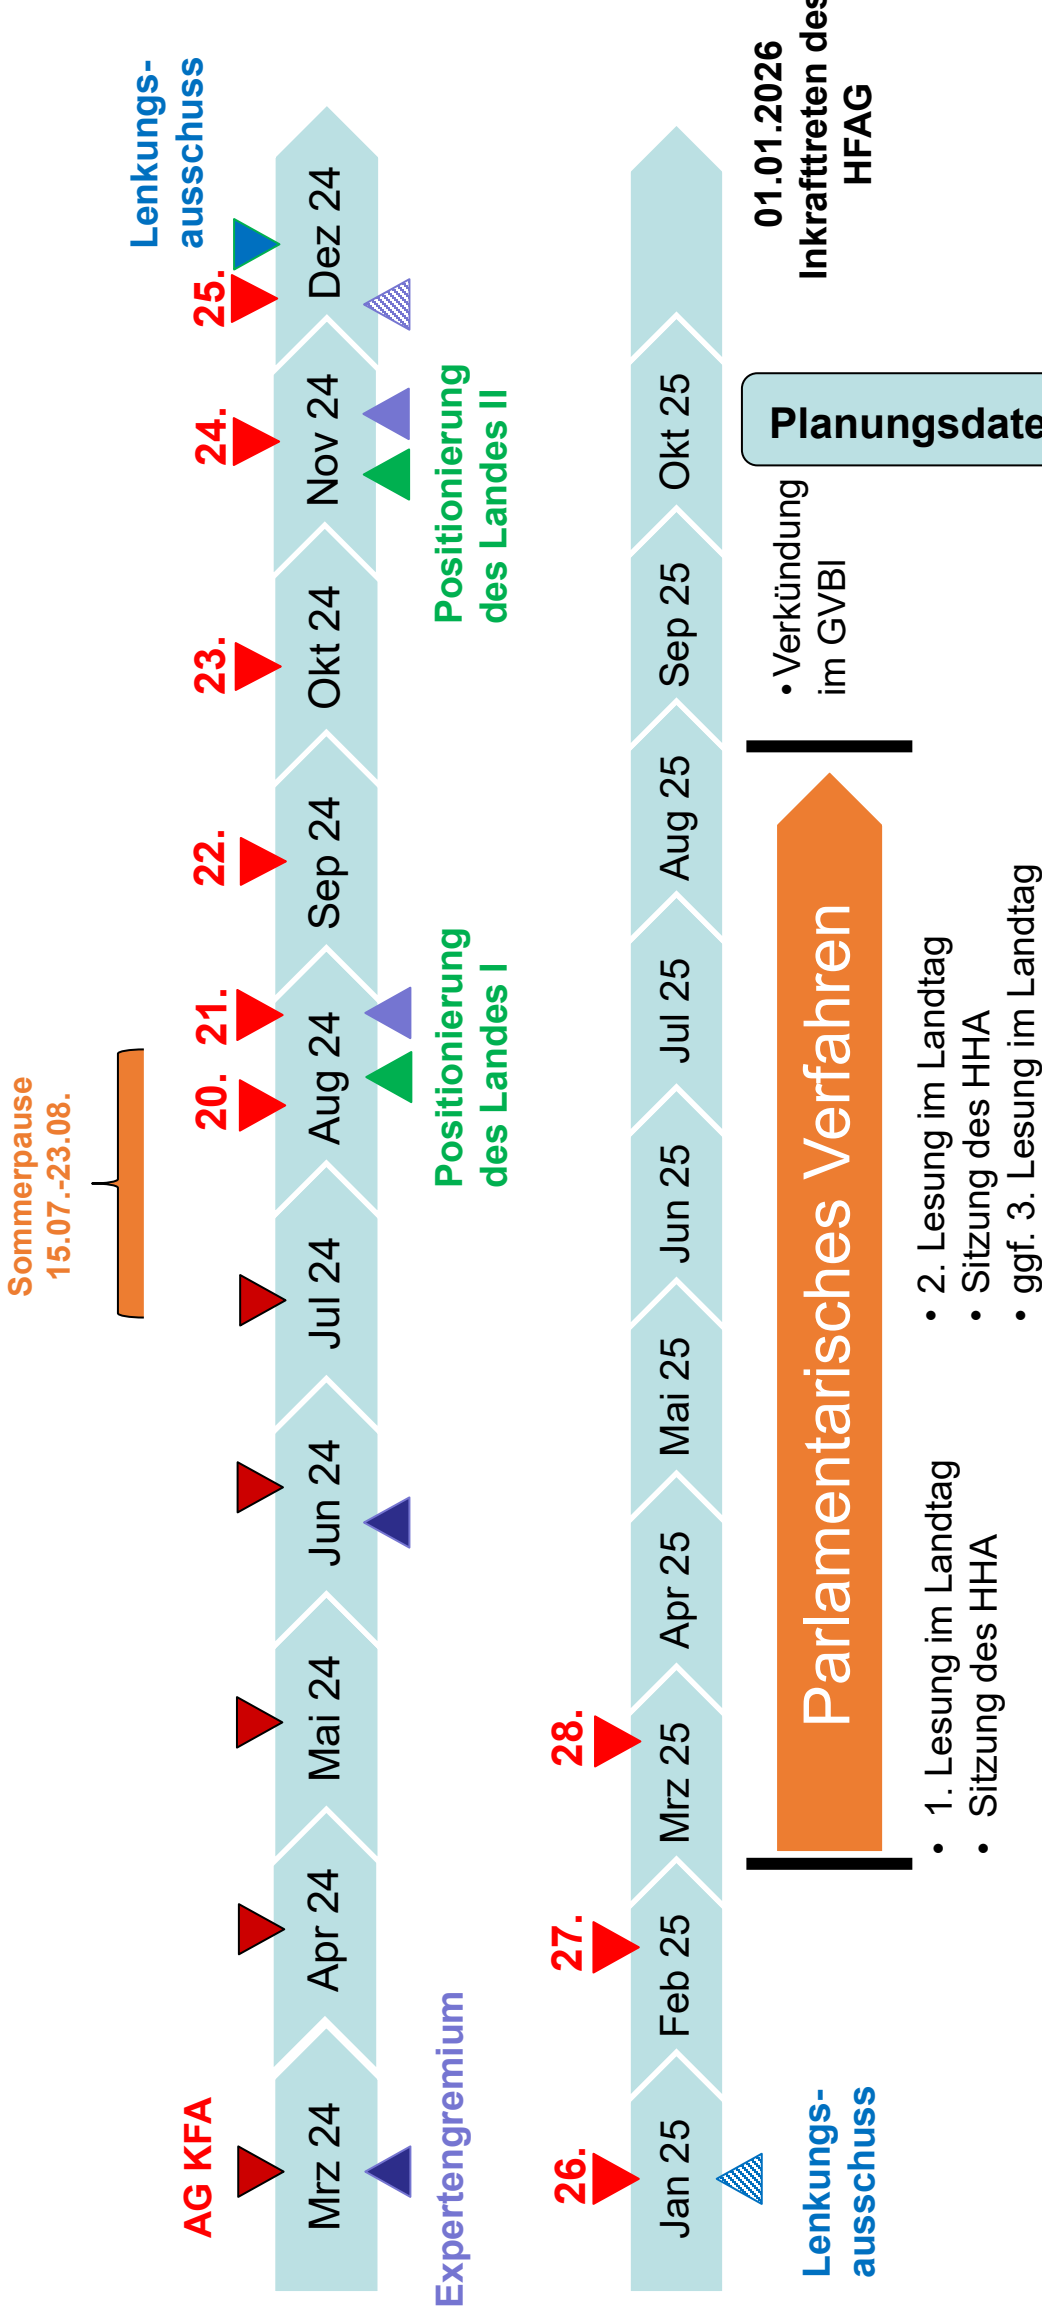 Sommerpause
15.07.-23.08.
Lenkungs-
ausschuss
AG KFA
20.
21.
22.
23.
24.
25.
Mrz 24
Apr 24
Mai 24
Jun 24
Jul 24
Aug 24
Sep 24
Okt 24
Nov 24
Dez 24
Expertengremium
Positionierung
des Landes I
Positionierung
des Landes II
26.
27.
28.
Jan 25
Feb 25
Mrz 25
Apr 25
Mai 25
Jun 25
Jul 25
Aug 25
Sep 25
Okt 25
Lenkungs-
ausschuss
Parlamentarisches Verfahren
• 1. Lesung im Landtag
• Sitzung des HHA
• 2. Lesung im Landtag
• Sitzung des HHA
• ggf. 3. Lesung im Landtag
• Verkündung
im GVBl
Planungsdate
01.01.2026
Inkrafttreten des
HFAG